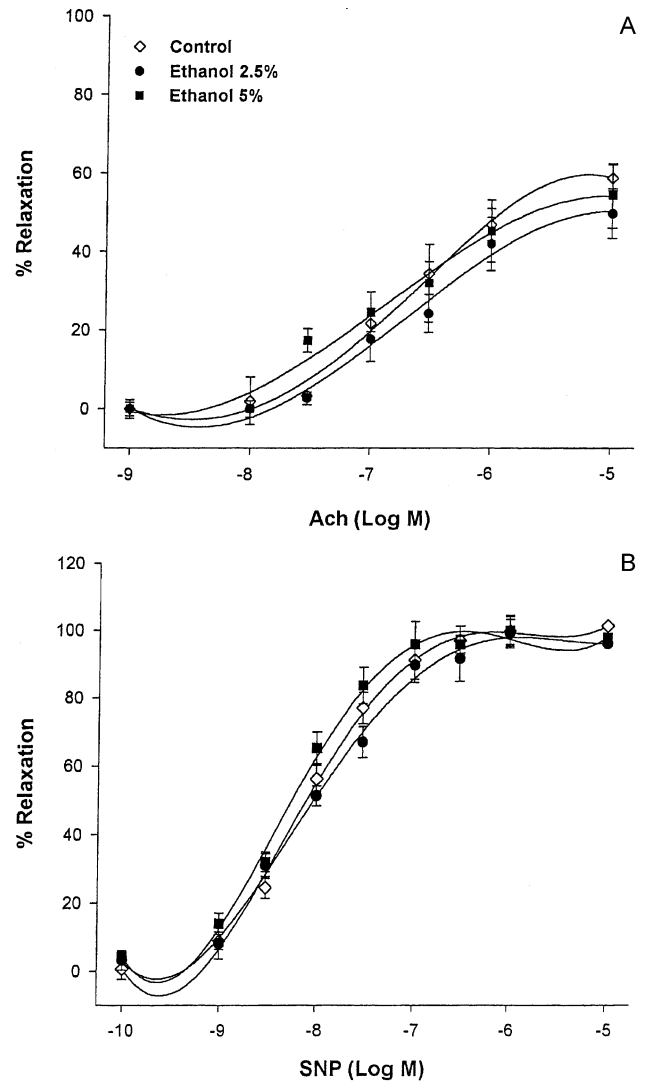 A
100
80
60
40
20
0
% Relaxation
Control
Ethanol 2.5%
Ethanol 5%
-9 -8 -7 -6 -5
Ach (Log M)
B
120
100
80
60
40
20
0
% Relaxation
-10 -9 -8 -7 -6 -5
SNP (Log M)